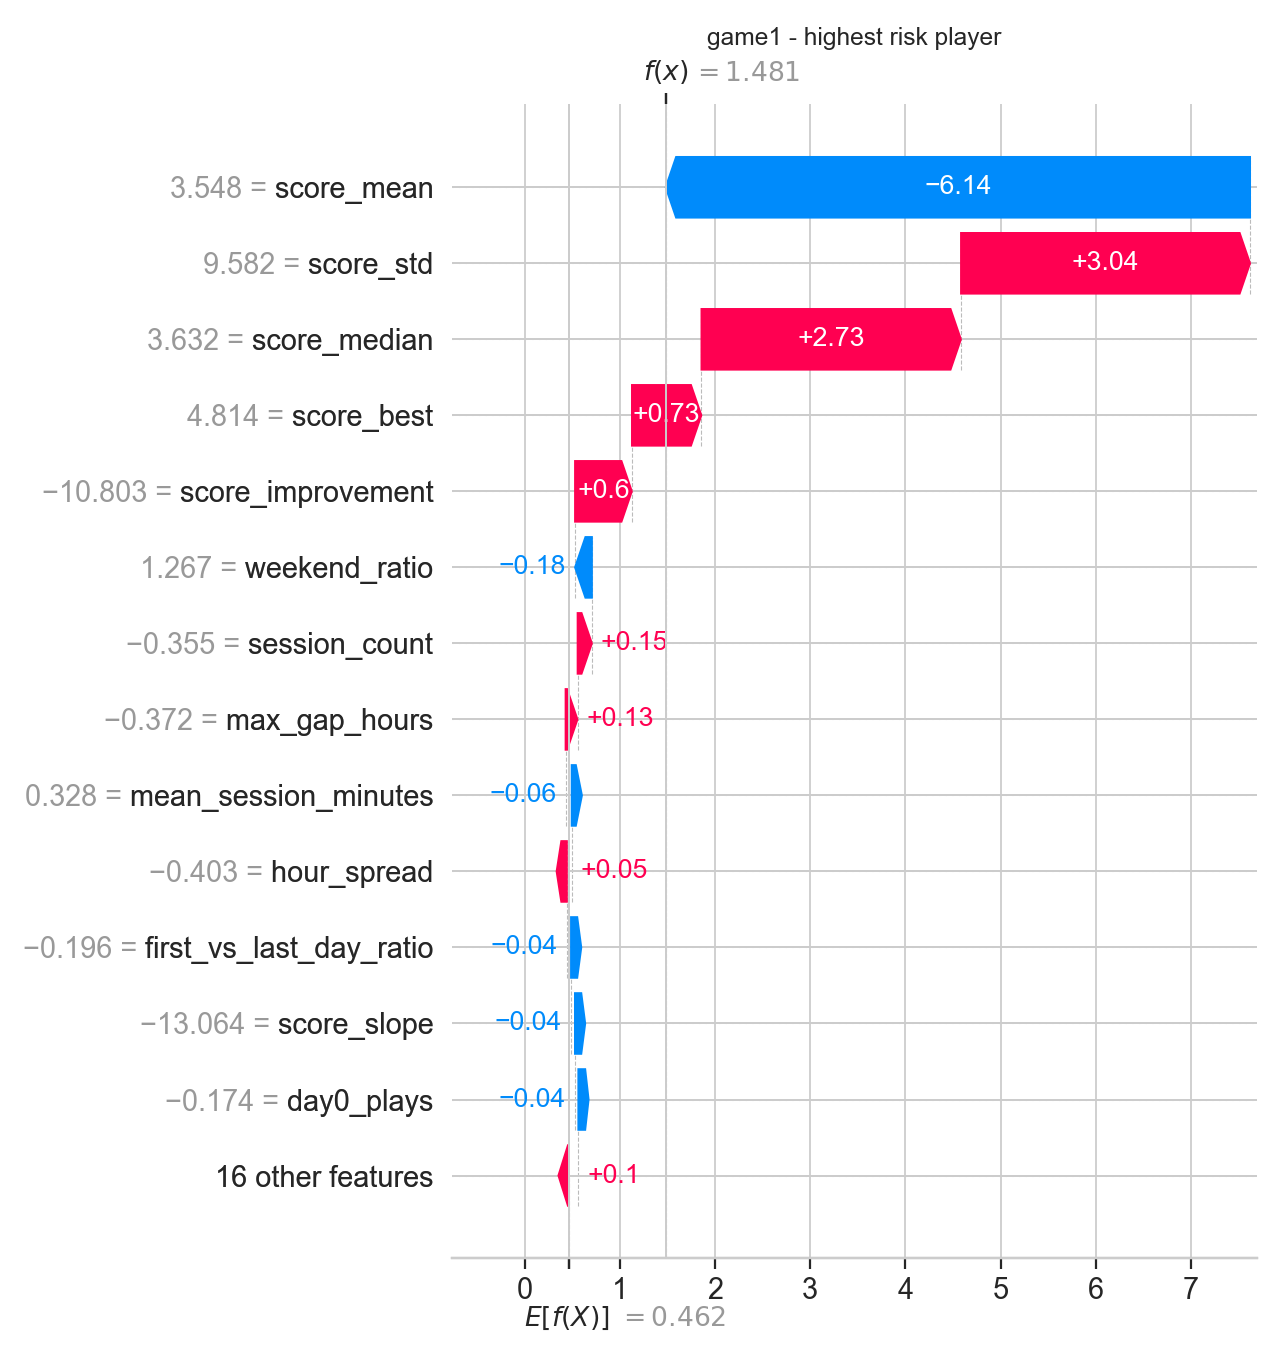 game1 - highest risk player
f(x) = 1.481
3.548 = score_mean
−6.14
9.582 = score_std
+3.04
3.632 = score_median
+2.73
4.814 = score_best
+0.73
−10.803 = score_improvement
+0.6
1.267 = weekend_ratio
−0.18
−0.355 = session_count
+0.15
−0.372 = max_gap_hours
+0.13
0.328 = mean_session_minutes
−0.06
−0.403 = hour_spread
+0.05
−0.196 = first_vs_last_day_ratio
−0.04
−13.064 = score_slope
−0.04
−0.174 = day0_plays
−0.04
16 other features
+0.1
0 1 2 3 4 5 6 7
E[f(X)] = 0.462